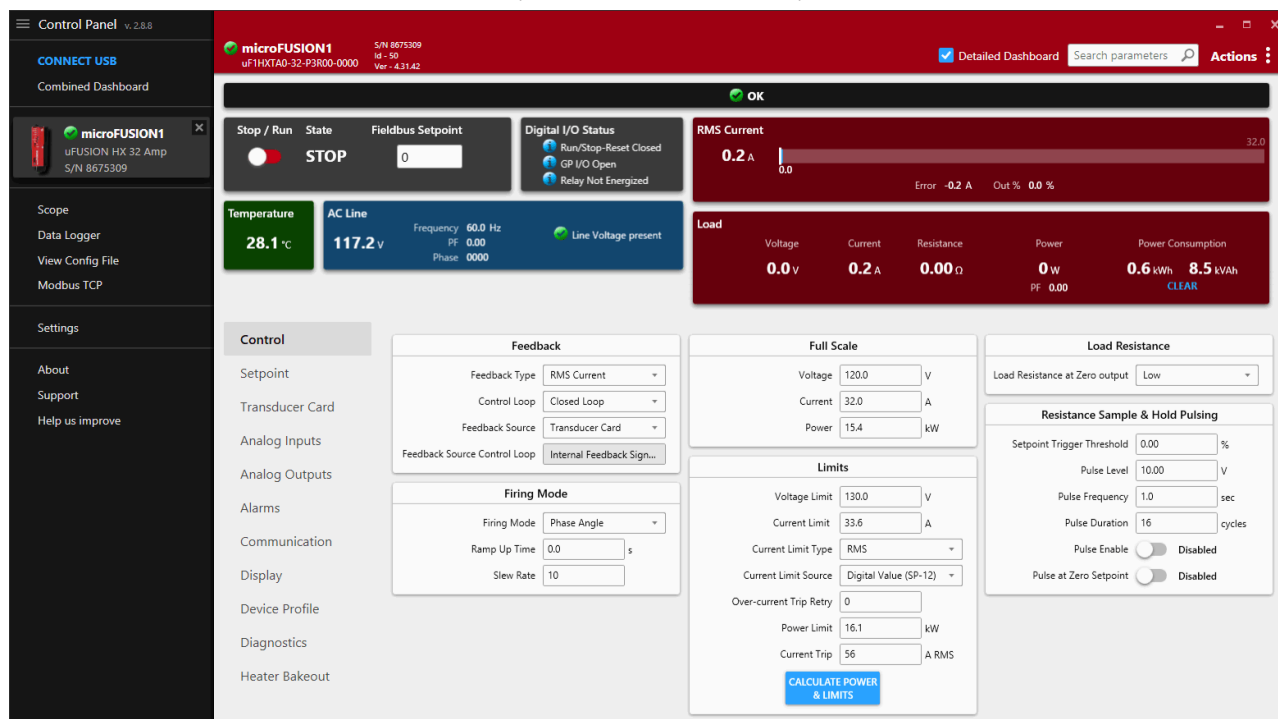 Control Panel v. 2.8.8
CONNECT USB
Combined Dashboard
microFUSION1
uFUSION HX 32 Amp
S/N 8675309
Scope
Data Logger
View Config File
Modbus TCP
Settings
About
Support
Help us improve
microFUSION1
uF1HXTA0-32-P3R00-0000
S/N 8675309
Id - 50
Ver - 4.31.42
Detailed Dashboard
Search parameters
Actions
OK
Stop / Run State Fieldbus Setpoint
STOP 0
Digital I/O Status
Run/Stop-Reset Closed
GP I/O Open
Relay Not Energized
RMS Current
32.0
0.2 A
0.0
Error -0.2 A Out % 0.0 %
Temperature
28.1 °C
AC Line
117.2 V
Frequency 60.0 Hz
PF 0.00
Phase 0000
Line Voltage present
Load
Voltage Current Resistance Power Power Consumption
0.0 V 0.2 A 0.00 Ω 0 W 0.6 kWh 8.5 kVAh
PF 0.00 CLEAR
Control
Setpoint
Transducer Card
Analog Inputs
Analog Outputs
Alarms
Communication
Display
Device Profile
Diagnostics
Heater Bakeout
Feedback
Feedback Type RMS Current
Control Loop Closed Loop
Feedback Source Transducer Card
Feedback Source Control Loop Internal Feedback Sign...
Firing Mode
Firing Mode Phase Angle
Ramp Up Time 0.0 s
Slew Rate 10
Full Scale
Voltage 120.0 V
Current 32.0 A
Power 15.4 kW
Limits
Voltage Limit 130.0 V
Current Limit 33.6 A
Current Limit Type RMS
Current Limit Source Digital Value (SP-12)
Over-current Trip Retry 0
Power Limit 16.1 kW
Current Trip 56 A RMS
CALCULATE POWER
& LIMITS
Load Resistance
Load Resistance at Zero output Low
Resistance Sample & Hold Pulsing
Setpoint Trigger Threshold 0.00 %
Pulse Level 10.00 V
Pulse Frequency 1.0 sec
Pulse Duration 16 cycles
Pulse Enable Disabled
Pulse at Zero Setpoint Disabled